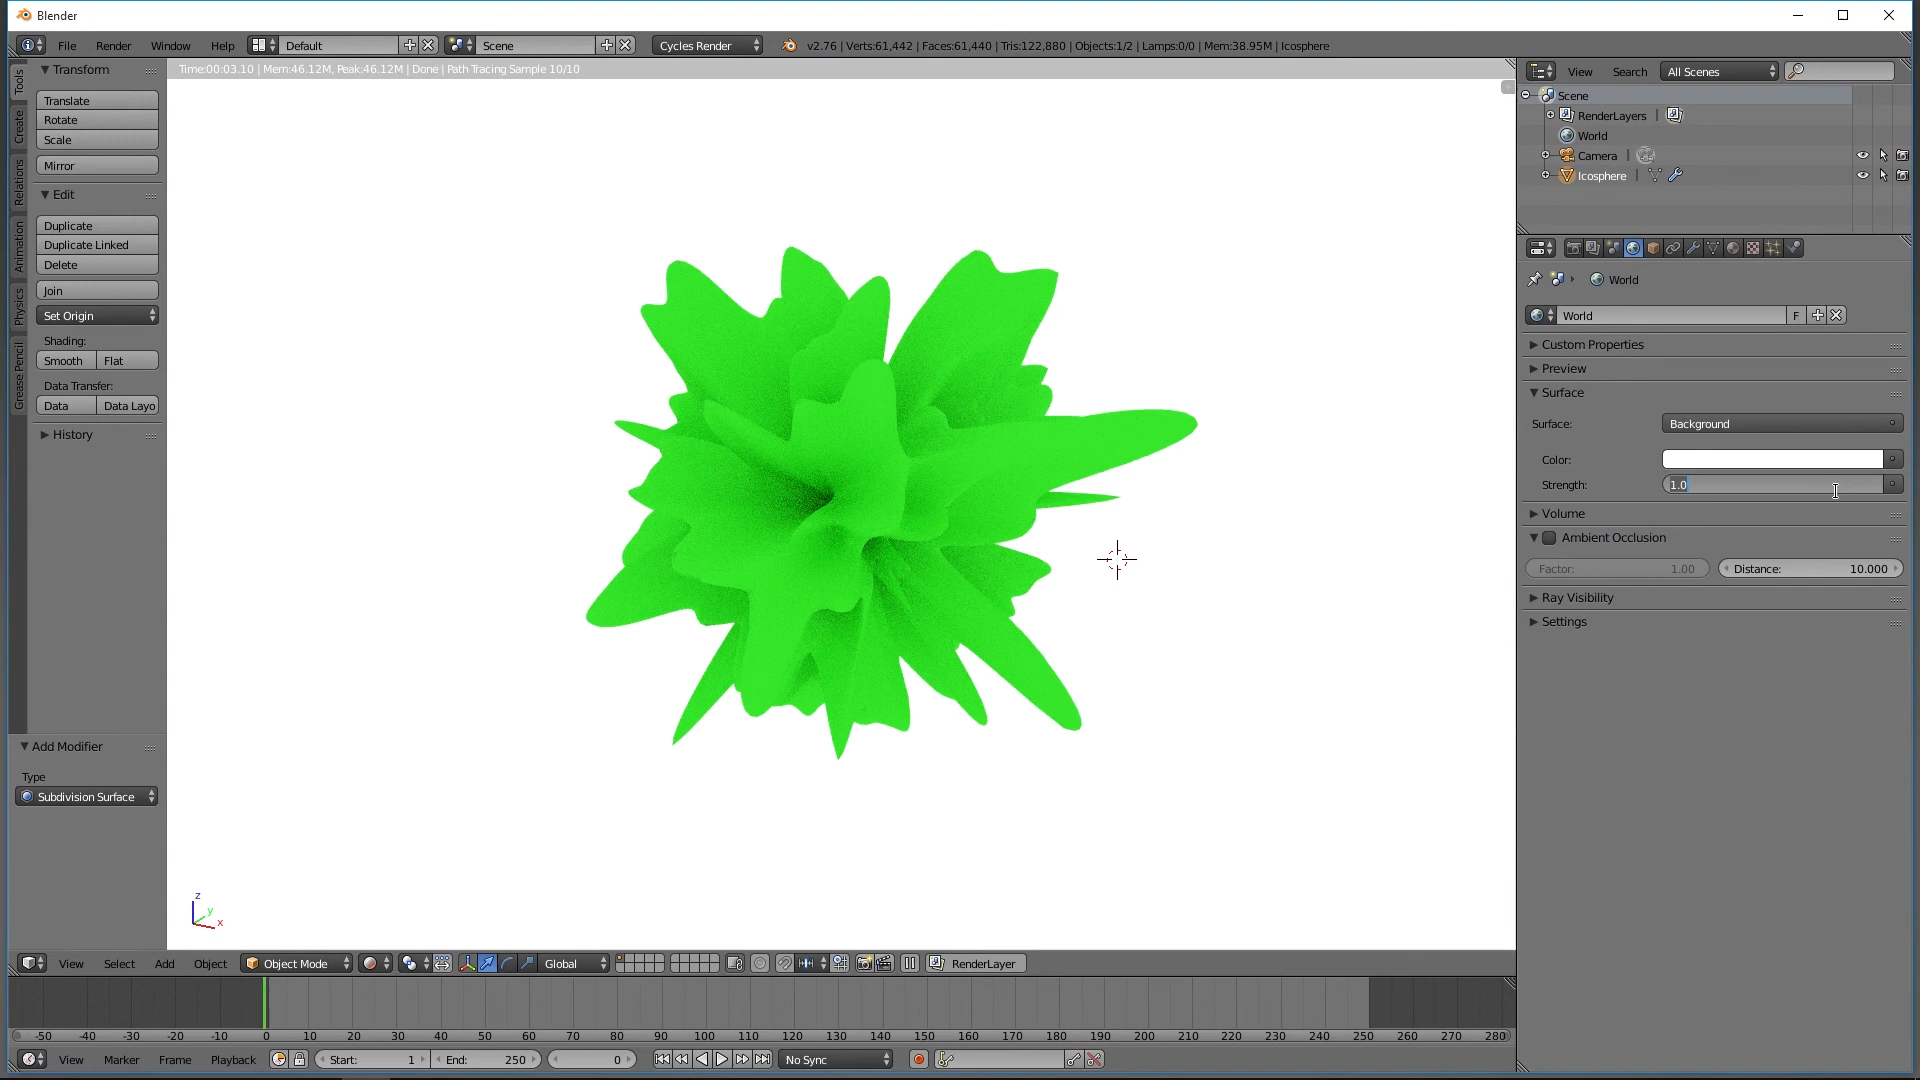 Blender
File Render Window Help Default Scene Cycles Render v2.76 | Verts:61,442 | Faces:61,440 | Tris:122,880 | Objects:1/2 | Lamps:0/0 | Mem:38.95M | Icosphere
Time:00:03.10 | Mem:46.12M, Peak:46.12M | Done | Path Tracing Sample 10/10
Tools
Create
Relations
Animation
Physics
Grease Pencil
Transform
Translate
Rotate
Scale
Mirror
Edit
Duplicate
Duplicate Linked
Delete
Join
Set Origin
Shading:
Smooth Flat
Data Transfer:
Data Data Layo
History
Add Modifier
Type
Subdivision Surface
z
y
x
View Select Add Object Object Mode Global RenderLayer
-50 -40 -30 -20 -10 0 10 20 30 40 50 60 70 80 90 100 110 120 130 140 150 160 170 180 190 200 210 220 230 240 250 260 270 280
View Marker Frame Playback Start: 1 End: 250 0 No Sync
View Search All Scenes
Scene
RenderLayers |
World
Camera |
Icosphere |
World
World F
Custom Properties
Preview
Surface
Surface: Background
Color:
Strength: 1.0
Volume
Ambient Occlusion
Factor: 1.00 Distance: 10.000
Ray Visibility
Settings